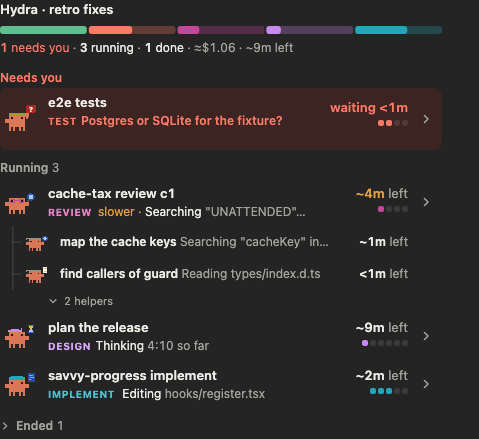 Hydra · retro fixes
1 needs you · 3 running · 1 done · ≈$1.06 · ~9m left
Needs you
e2e tests
waiting <1m
TEST Postgres or SQLite for the fixture?
Running 3
cache-tax review c1
~4m left
REVIEW slower · Searching "UNATTENDED"...
map the cache keys Searching "cacheKey" in...
~1m left
find callers of guard Reading types/index.d.ts
<1m left
2 helpers
plan the release
~9m left
DESIGN Thinking 4:10 so far
savvy-progress implement
~2m left
IMPLEMENT Editing hooks/register.tsx
Ended 1